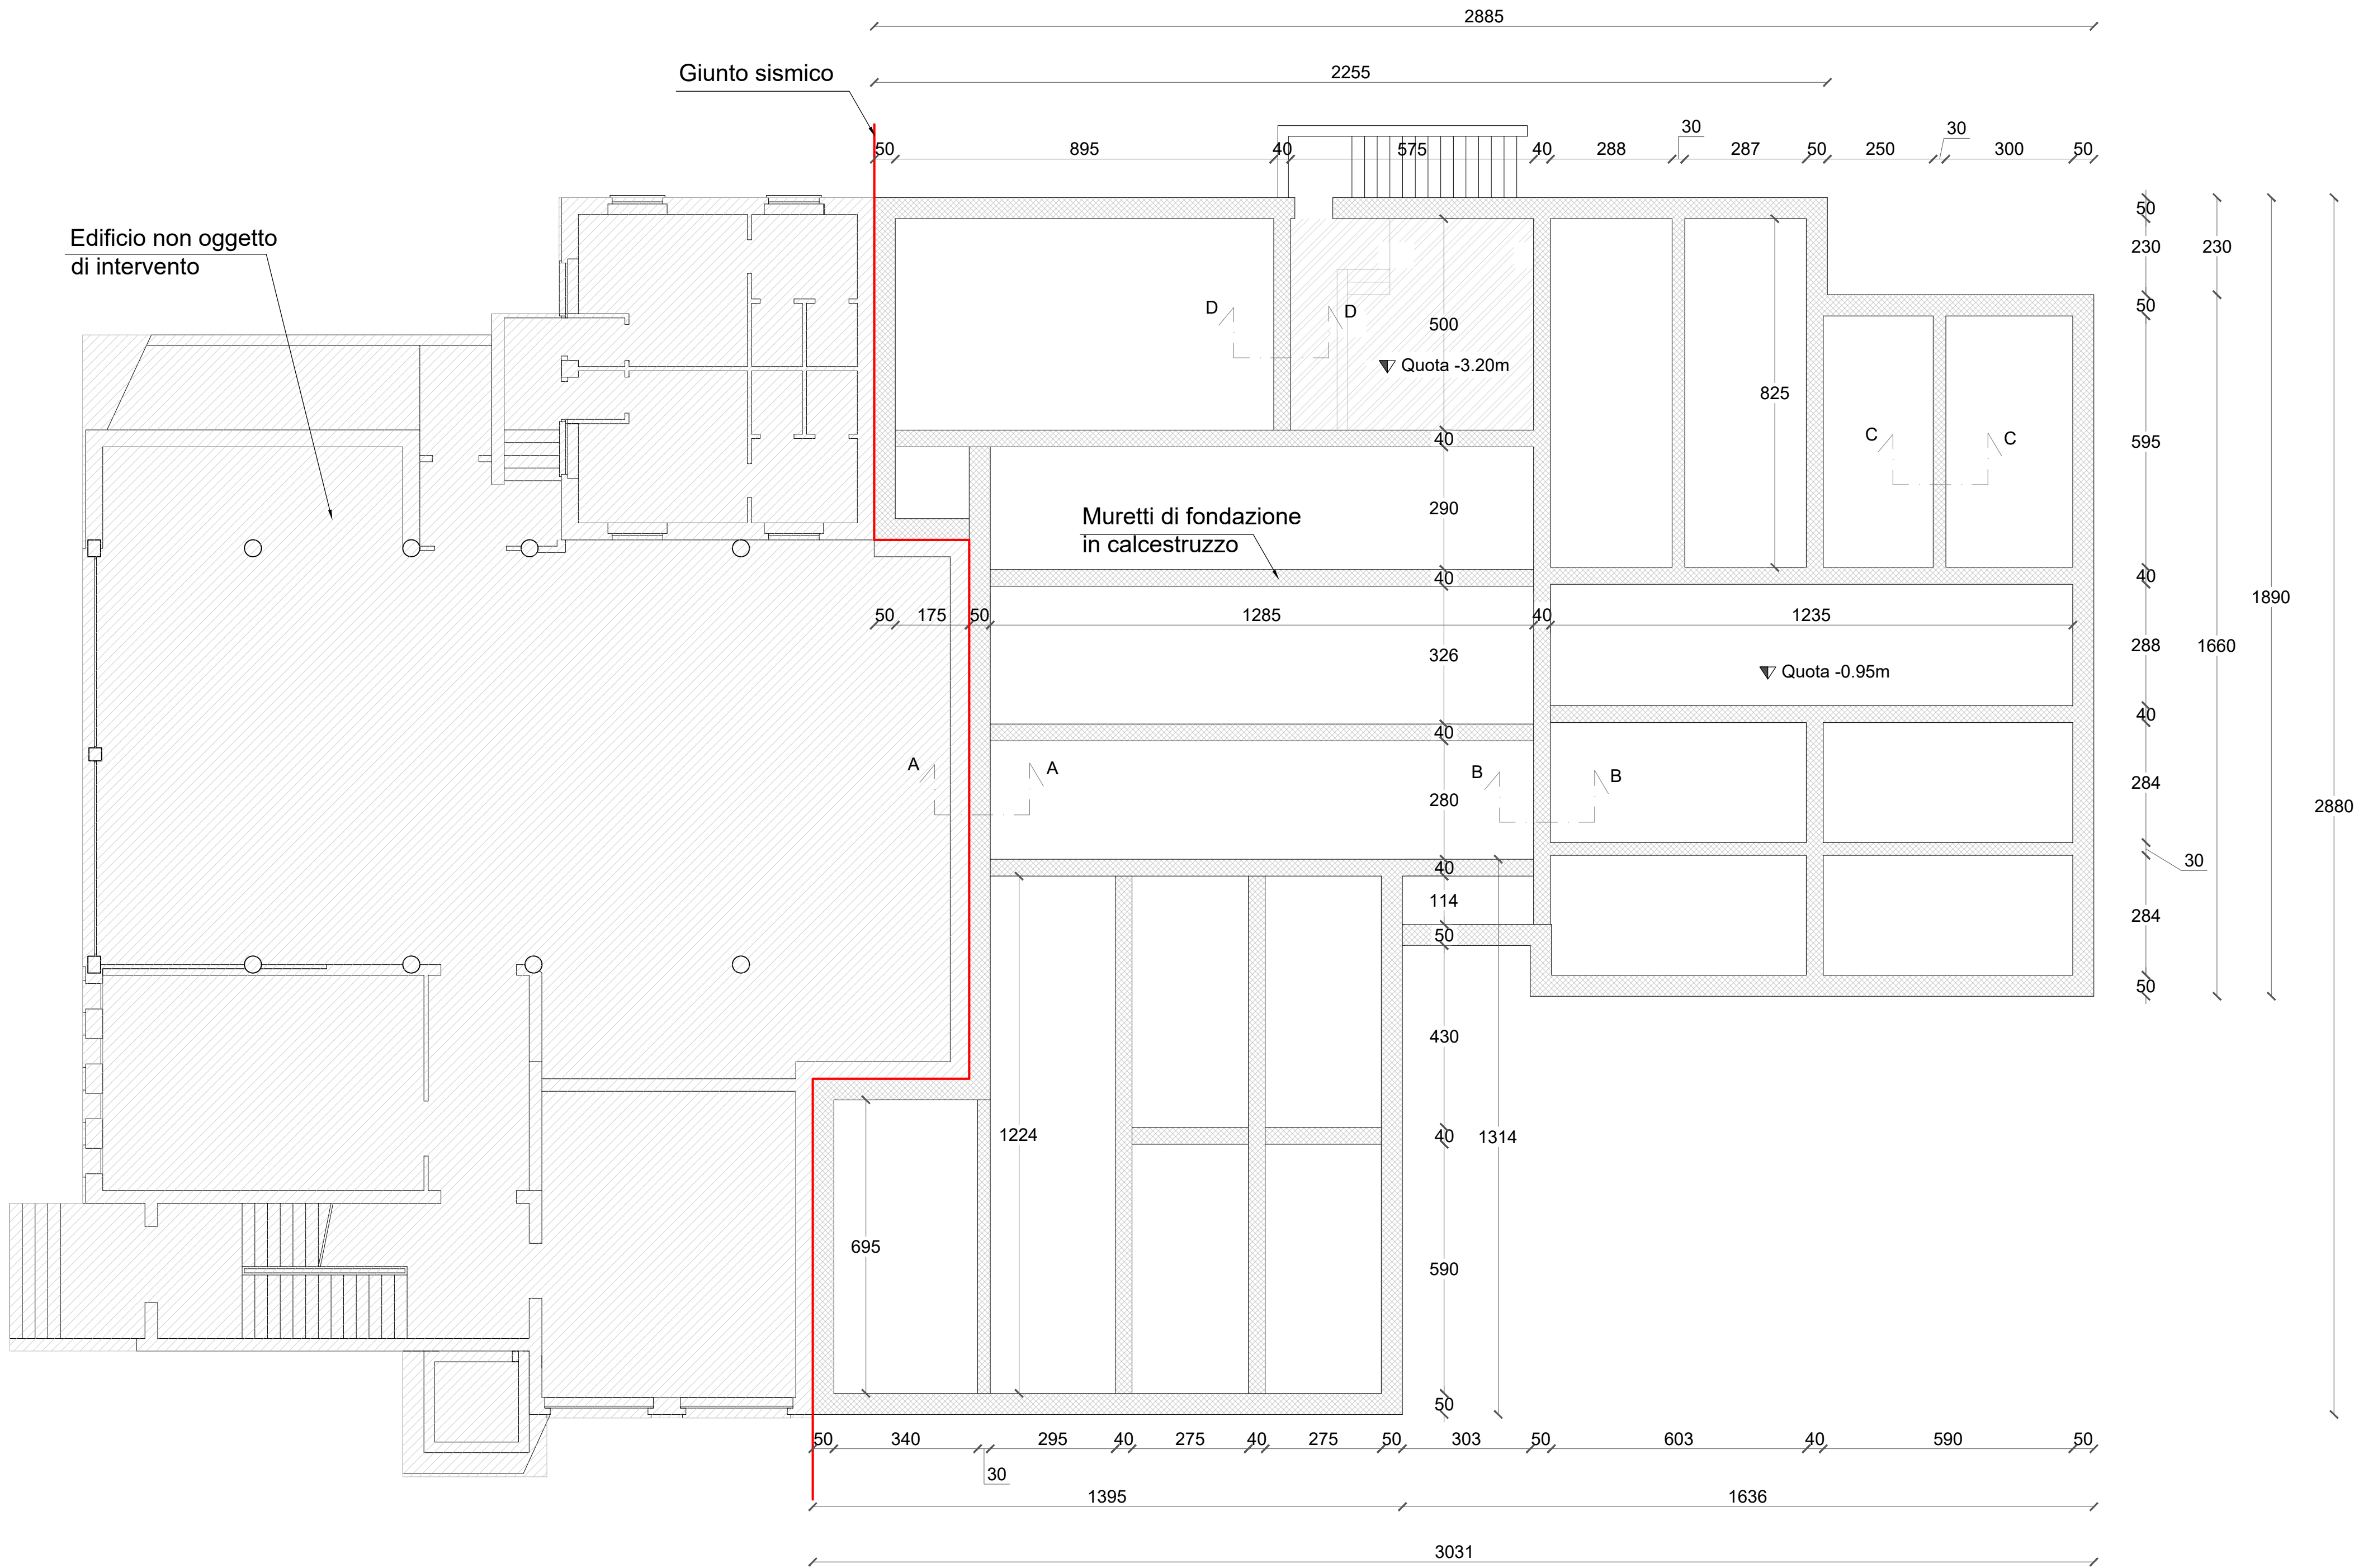 2885
2255
Giunto sismico
50 895 40 575 40 288 30 287 50 250 30 300 50
Edificio non oggetto
di intervento
50
230
50
595
40
288
40
284
30
284
50
230
1660
1890
2880
D D
500
Quota -3.20m
825
C C
40
290
Muretti di fondazione
in calcestruzzo
40
50 175 50 1285 40 1235
326
Quota -0.95m
40
A A
280
B B
40
114
50
430
1224
40
1314
695
590
50
50 340 30 295 40 275 40 275 50 303 50 603 40 590 50
1395 1636
3031